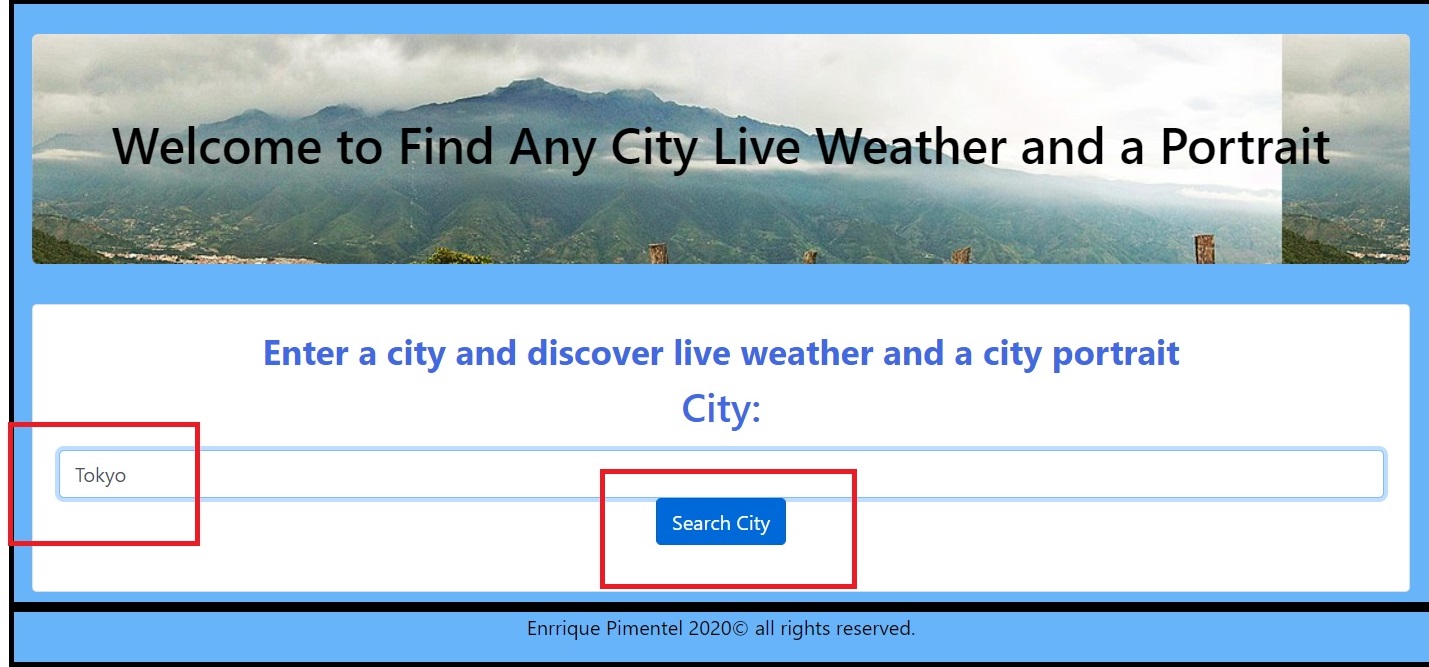 Welcome to Find Any City Live Weather and a Portrait
Enter a city and discover live weather and a city portrait
City:
Tokyo
Search City
Enrrique Pimentel 2020© all rights reserved.